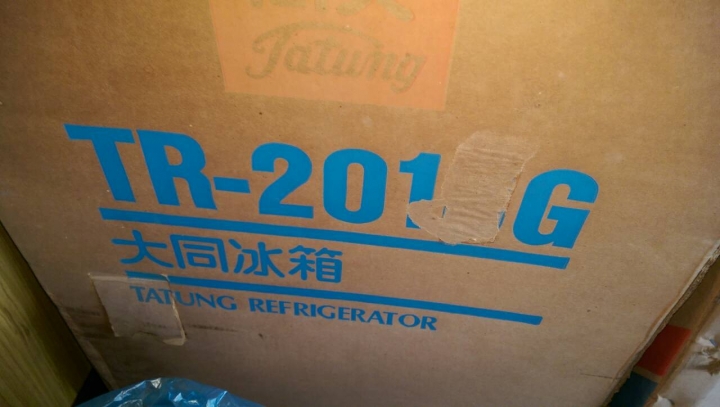 Tatung
TR-201 G
大同冰箱
TATUNG REFRIGERATOR